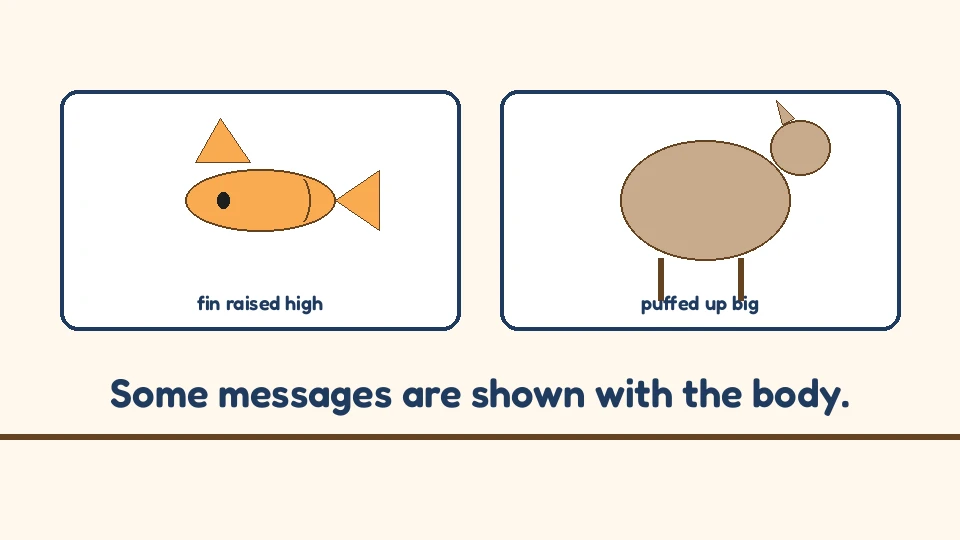 fin raised high
puffed up big
Some messages are shown with the body.